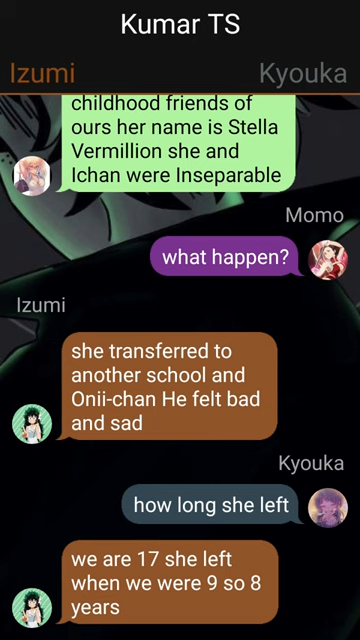 Kumar TS
Izumi Kyouka
childhood friends of
ours her name is Stella
Vermillion she and
Ichan were Inseparable
Momo
what happen?
Izumi
she transferred to
another school and
Onii-chan He felt bad
and sad
Kyouka
how long she left
we are 17 she left
when we were 9 so 8
years